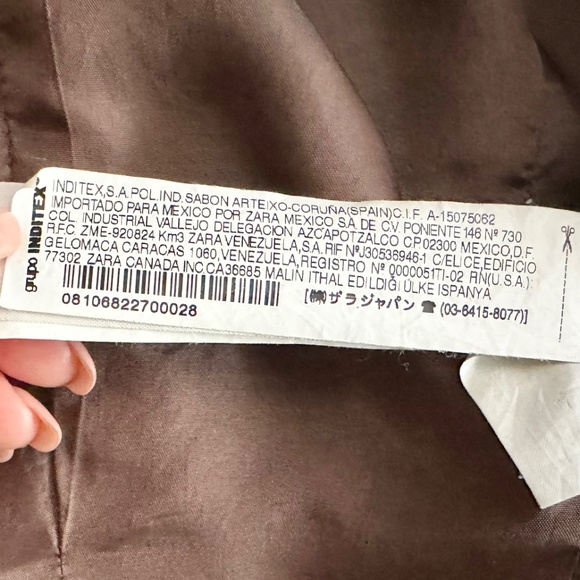 grupo INDITEX
INDITEX,S.A.POL.IND.SABON ARTEIXO-CORUÑA(SPAIN)C.I.F. A-15075062
IMPORTADO PARA MEXICO POR ZARA MEXICO S.A. DE C.V. PONIENTE 146 Nº 730
COL. INDUSTRIAL VALLEJO DELEGACION AZCAPOTZALCO C.P.02300 MEXICO,D.F.
R.F.C. ZME-920824 Km3 ZARA VENEZUELA,S.A.RIF Nº.J30536946-1 C/ELICE,EDIFICIO
GELOMACA CARACAS 1060,VENEZUELA,REGISTRO Nº 0000051TI-02 RN(U.S.A):
77302 ZARA CANADA INC.CA36685 MALIN ITHAL EDILDIGI ÜLKE ISPANYA
08106822700028
[㈱ザラジャパン ☎ (03-6415-8077)]